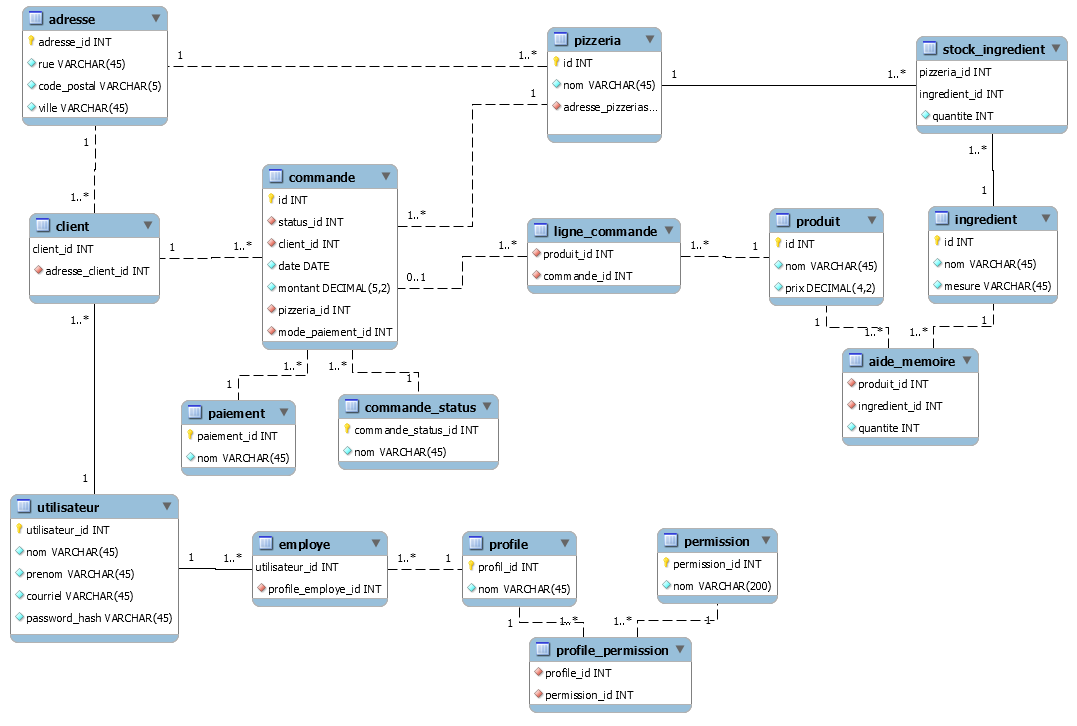 adresse
adresse_id INT
rue VARCHAR(45)
code_postal VARCHAR(5)
ville VARCHAR(45)
1
1..*
pizzeria
id INT
nom VARCHAR(45)
adresse_pizzerias...
1
1..*
stock_ingredient
pizzeria_id INT
ingredient_id INT
quantite INT
1
1..*
1
1..*
1..*
1
commande
id INT
status_id INT
client_id INT
date DATE
montant DECIMAL(5,2)
pizzeria_id INT
mode_paiement_id INT
client
client_id INT
adresse_client_id INT
1
1..*
0..1
1..*
ligne_commande
produit_id INT
commande_id INT
1..*
1
produit
id INT
nom VARCHAR(45)
prix DECIMAL(4,2)
ingredient
id INT
nom VARCHAR(45)
mesure VARCHAR(45)
1
1..*
1..*
1
aide_memoire
produit_id INT
ingredient_id INT
quantite INT
1..*
1
1..*
1
paiement
paiement_id INT
nom VARCHAR(45)
commande_status
commande_status_id INT
nom VARCHAR(45)
1..*
1
utilisateur
utilisateur_id INT
nom VARCHAR(45)
prenom VARCHAR(45)
courriel VARCHAR(45)
password_hash VARCHAR(45)
1
1..*
employe
utilisateur_id INT
profile_employe_id INT
1..*
1
profile
profil_id INT
nom VARCHAR(45)
permission
permission_id INT
nom VARCHAR(200)
1
1..*
1..*
1
profile_permission
profile_id INT
permission_id INT